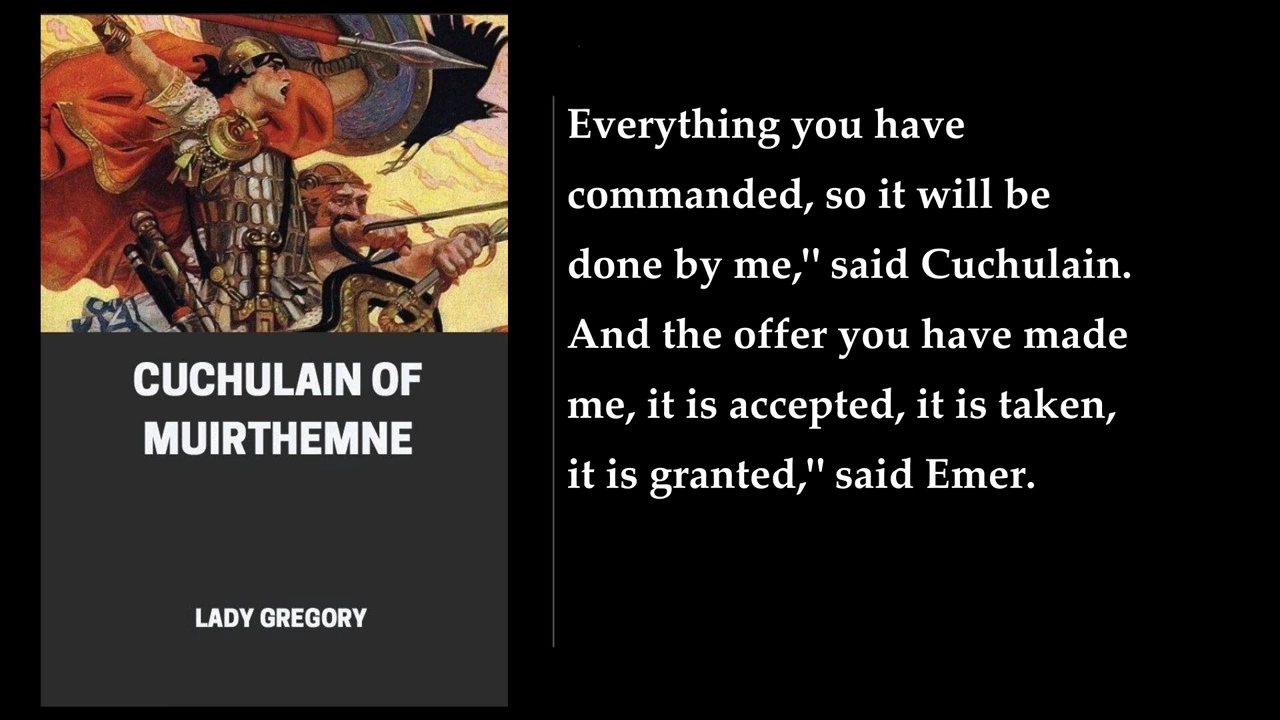 CUCHULAIN OF
MUIRTHEMNE
LADY GREGORY
Everything you have
commanded, so it will be
done by me," said Cuchulain.
And the offer you have made
me, it is accepted, it is taken,
it is granted," said Emer.